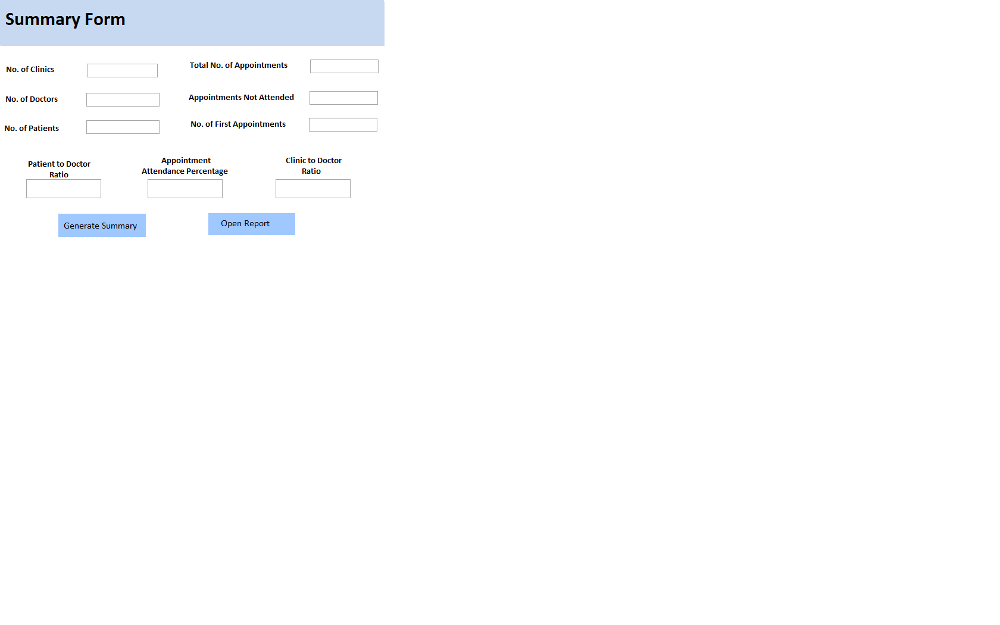 Summary Form
No. of Clinics
Total No. of Appointments
No. of Doctors
Appointments Not Attended
No. of Patients
No. of First Appointments
Patient to Doctor
Ratio
Appointment
Attendance Percentage
Clinic to Doctor
Ratio
Generate Summary
Open Report